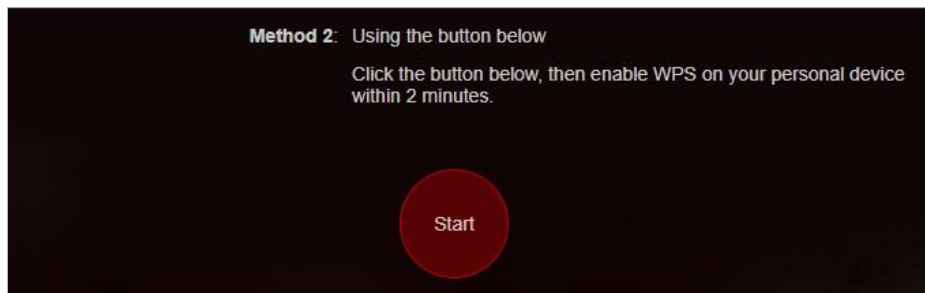 Method 2: Using the button below
Click the button below, then enable WPS on your personal device
within 2 minutes.
Start